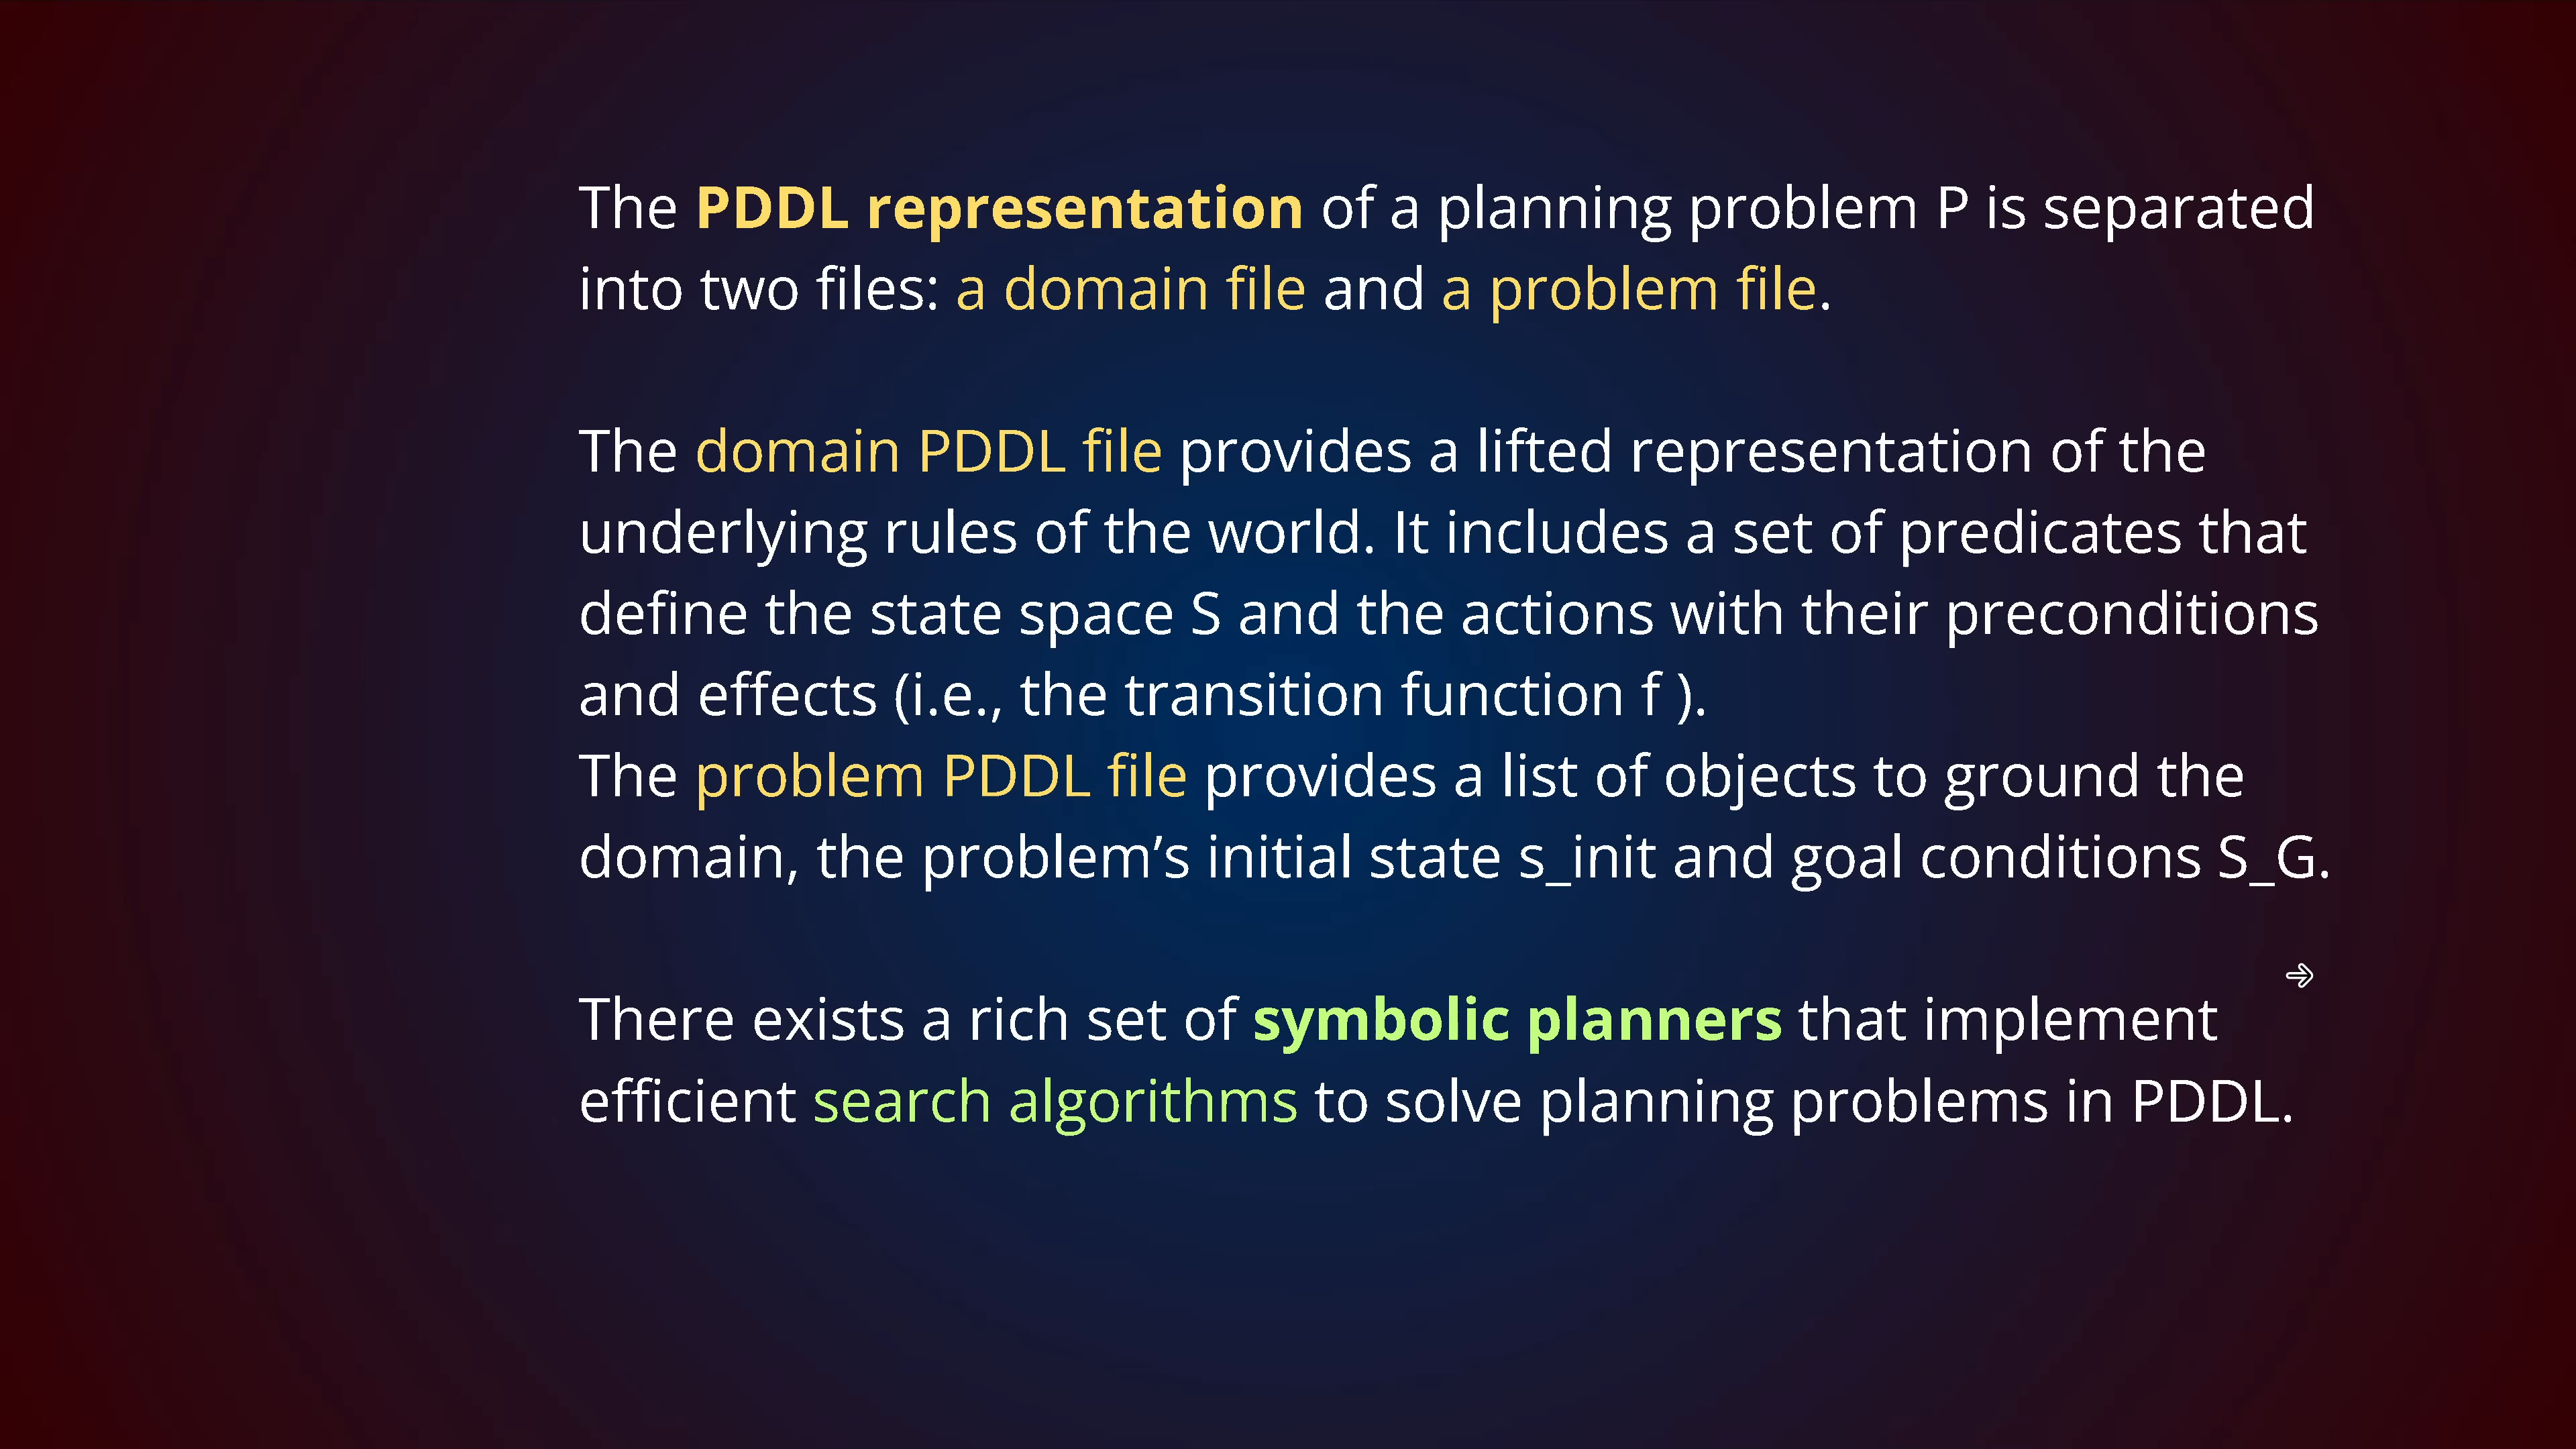 The PDDL representation of a planning problem P is separated
into two files: a domain file and a problem file.
The domain PDDL file provides a lifted representation of the
underlying rules of the world. It includes a set of predicates that
define the state space S and the actions with their preconditions
and effects (i.e., the transition function f ).
The problem PDDL file provides a list of objects to ground the
domain, the problem’s initial state s_init and goal conditions S_G.
There exists a rich set of symbolic planners that implement
efficient search algorithms to solve planning problems in PDDL.